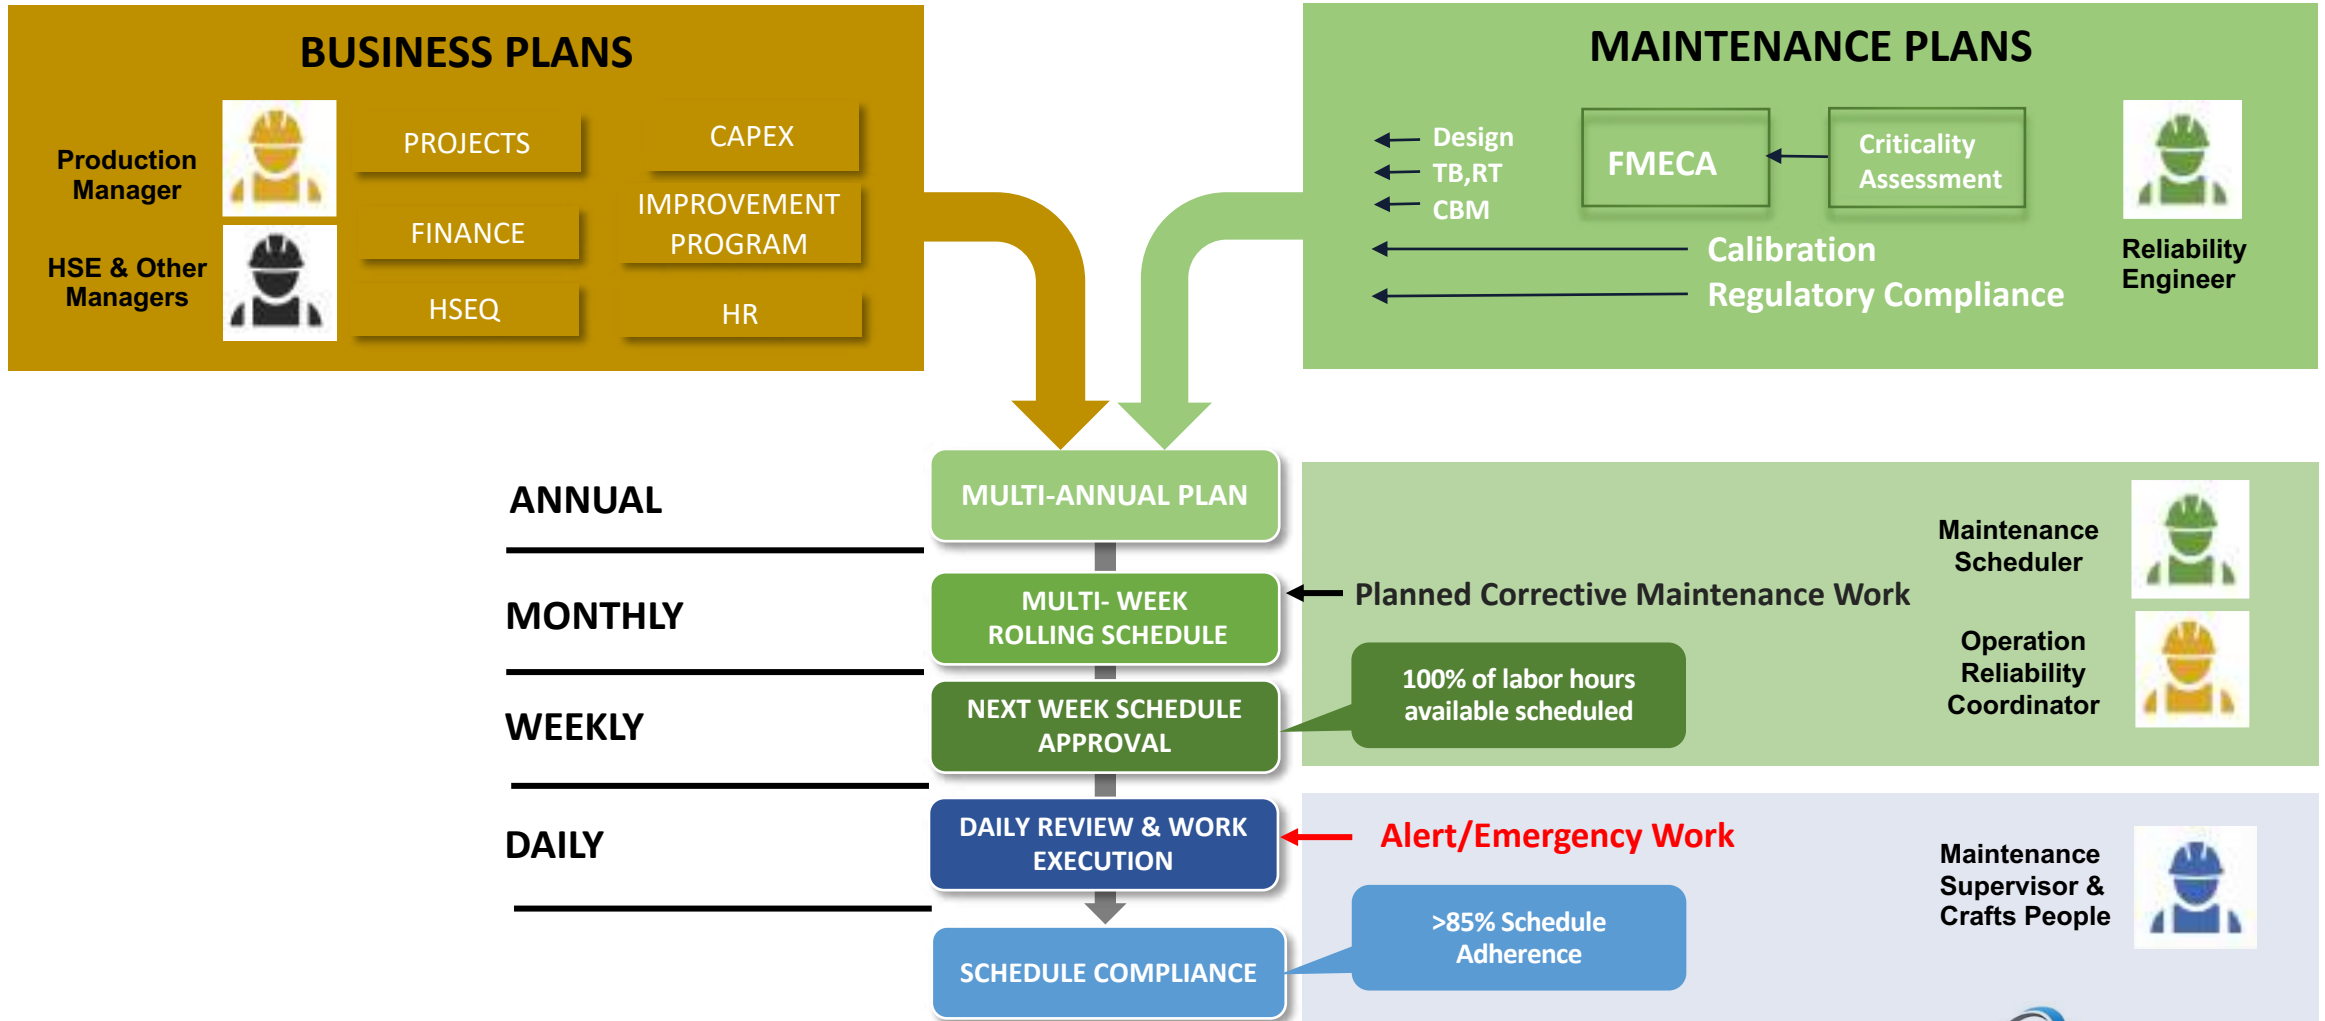 BUSINESS PLANS
Production
Manager
HSE & Other
Managers
PROJECTS
CAPEX
FINANCE
IMPROVEMENT
PROGRAM
HSEQ
HR
MAINTENANCE PLANS
Design
TB,RT
CBM
FMECA
Criticality
Assessment
Calibration
Regulatory Compliance
Reliability
Engineer
ANNUAL
MULTI-ANNUAL PLAN
MONTHLY
MULTI- WEEK
ROLLING SCHEDULE
Planned Corrective Maintenance Work
Maintenance
Scheduler
WEEKLY
NEXT WEEK SCHEDULE
APPROVAL
100% of labor hours
available scheduled
Operation
Reliability
Coordinator
DAILY
DAILY REVIEW & WORK
EXECUTION
Alert/Emergency Work
Maintenance
Supervisor &
Crafts People
SCHEDULE COMPLIANCE
>85% Schedule
Adherence